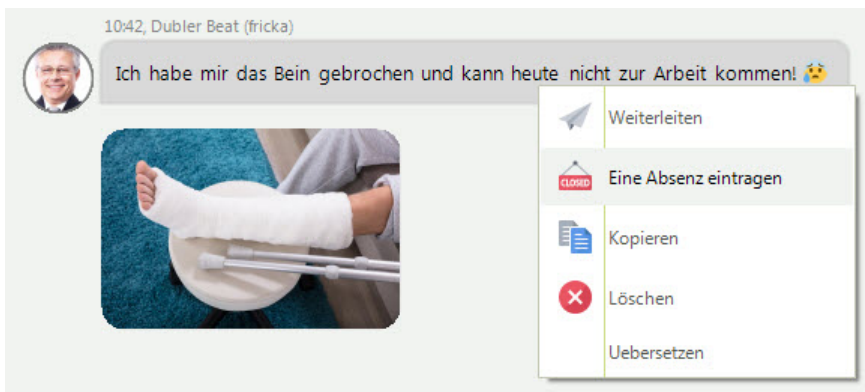 10:42, Dubler Beat (fricka)
Ich habe mir das Bein gebrochen und kann heute nicht zur Arbeit kommen! 😰
Weiterleiten
CLOSED
Eine Absenz eintragen
Kopieren
Löschen
Uebersetzen